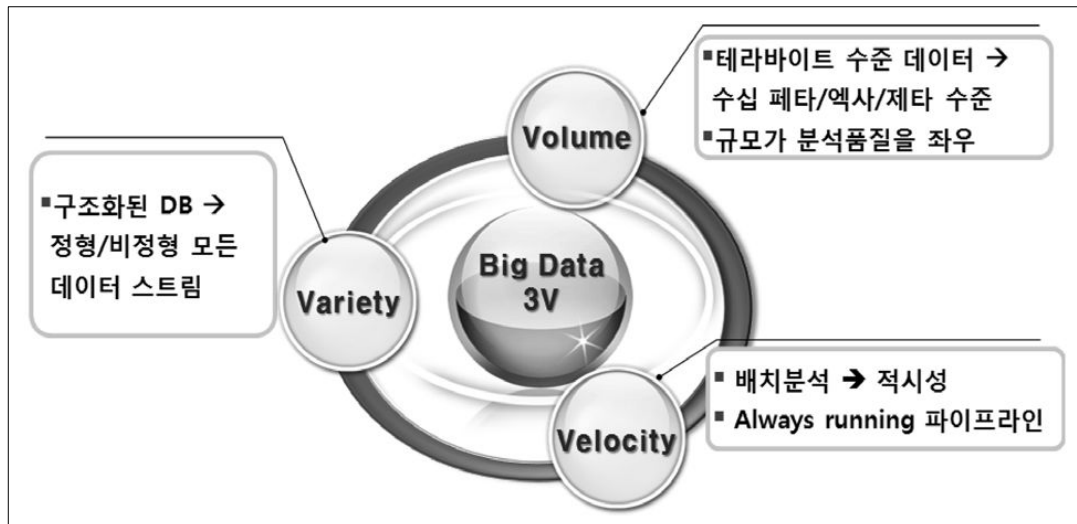 Volume
■테라바이트 수준 데이터 →
수십 페타/엑사/제타 수준
■규모가 분석품질을 좌우
■구조화된 DB →
정형/비정형 모든
데이터 스트림
Variety
Big Data
3V
Velocity
■ 배치분석 → 적시성
■ Always running 파이프라인